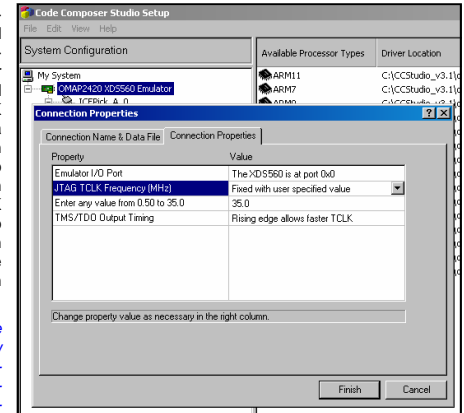 Code Composer Studio Setup
File Edit View Help
System Configuration
Available Processor Types Driver Location
My System
OMAP2420 XDS560 Emulator
ICEPick_A_0
ARM11 C:\CCStudio_v3.1\d
ARM7 C:\CCStudio_v3.1\d
ARM9 C:\CCStudio_v3.1\d
Connection Properties
Connection Name & Data File Connection Properties
Property Value
Emulator I/O Port The XDS560 is at port 0x0
JTAG TCLK Frequency (MHz) Fixed with user specified value
Enter any value from 0.50 to 35.0 35.0
TMS/TDO Output Timing Rising edge allows faster TCLK
Change property value as necessary in the right column.
Finish Cancel